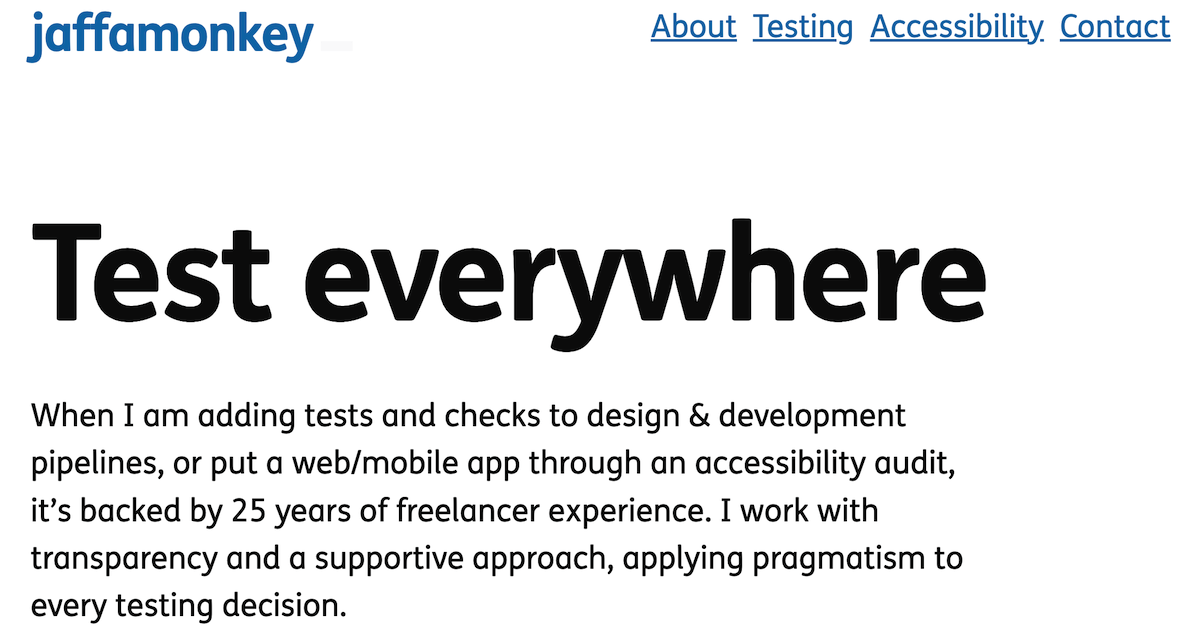 jaffamonkey
About Testing Accessibility Contact
Test everywhere
When I am adding tests and checks to design & development
pipelines, or put a web/mobile app through an accessibility audit,
it’s backed by 25 years of freelancer experience. I work with
transparency and a supportive approach, applying pragmatism to
every testing decision.